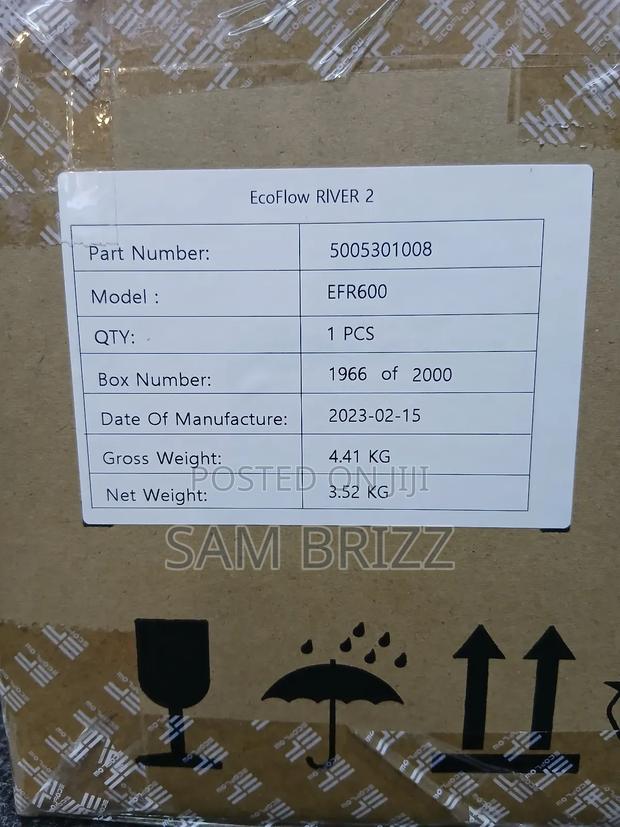 EcoFlow RIVER 2
Part Number: 5005301008
Model : EFR600
QTY: 1 PCS
Box Number: 1966 of 2000
Date Of Manufacture: 2023-02-15
Gross Weight: 4.41 KG
Net Weight: 3.52 KG
POSTED ON JIJI
SAM BRIZZ